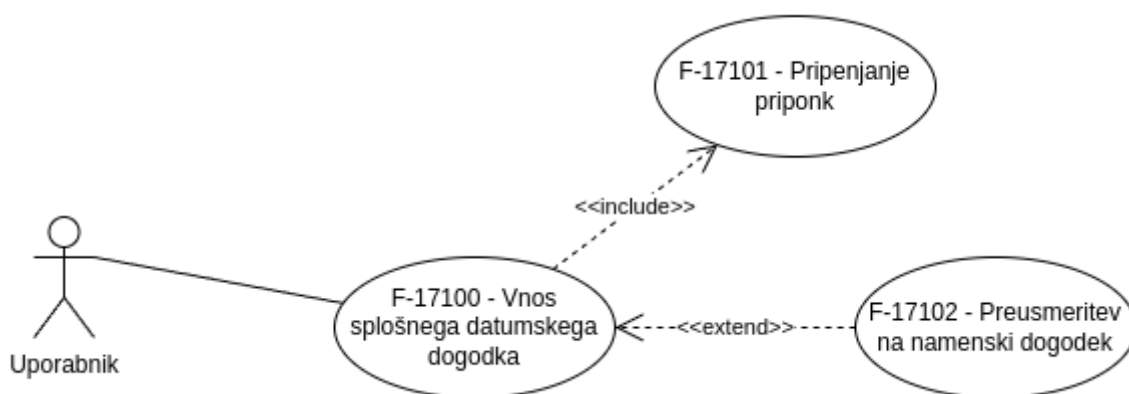 F-17101 - Pripenjanje
priponk
<<include>>
F-17100 - Vnos
splošnega datumskega
dogodka
<<extend>>
F-17102 - Preusmeritev
na namenski dogodek
Uporabnik